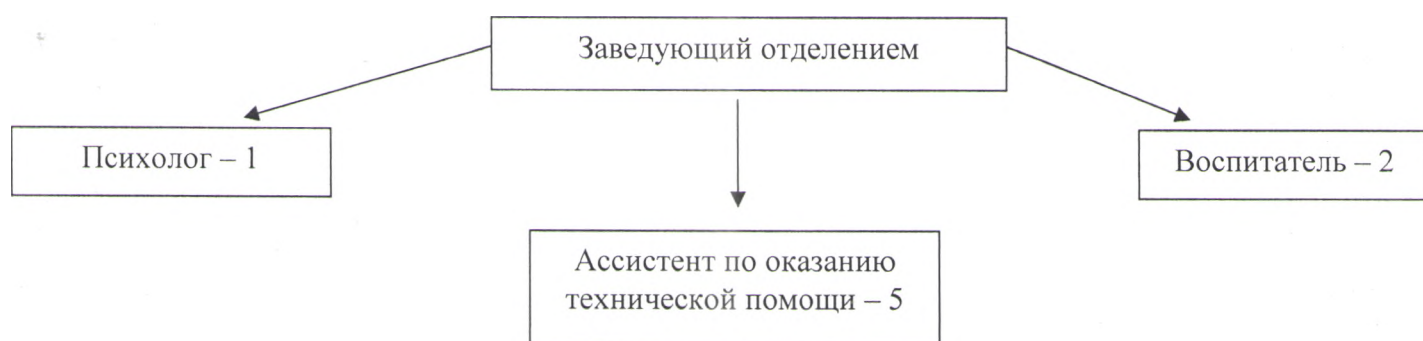 Заведующий отделением
Психолог – 1
Воспитатель – 2
Ассистент по оказанию
технической помощи – 5